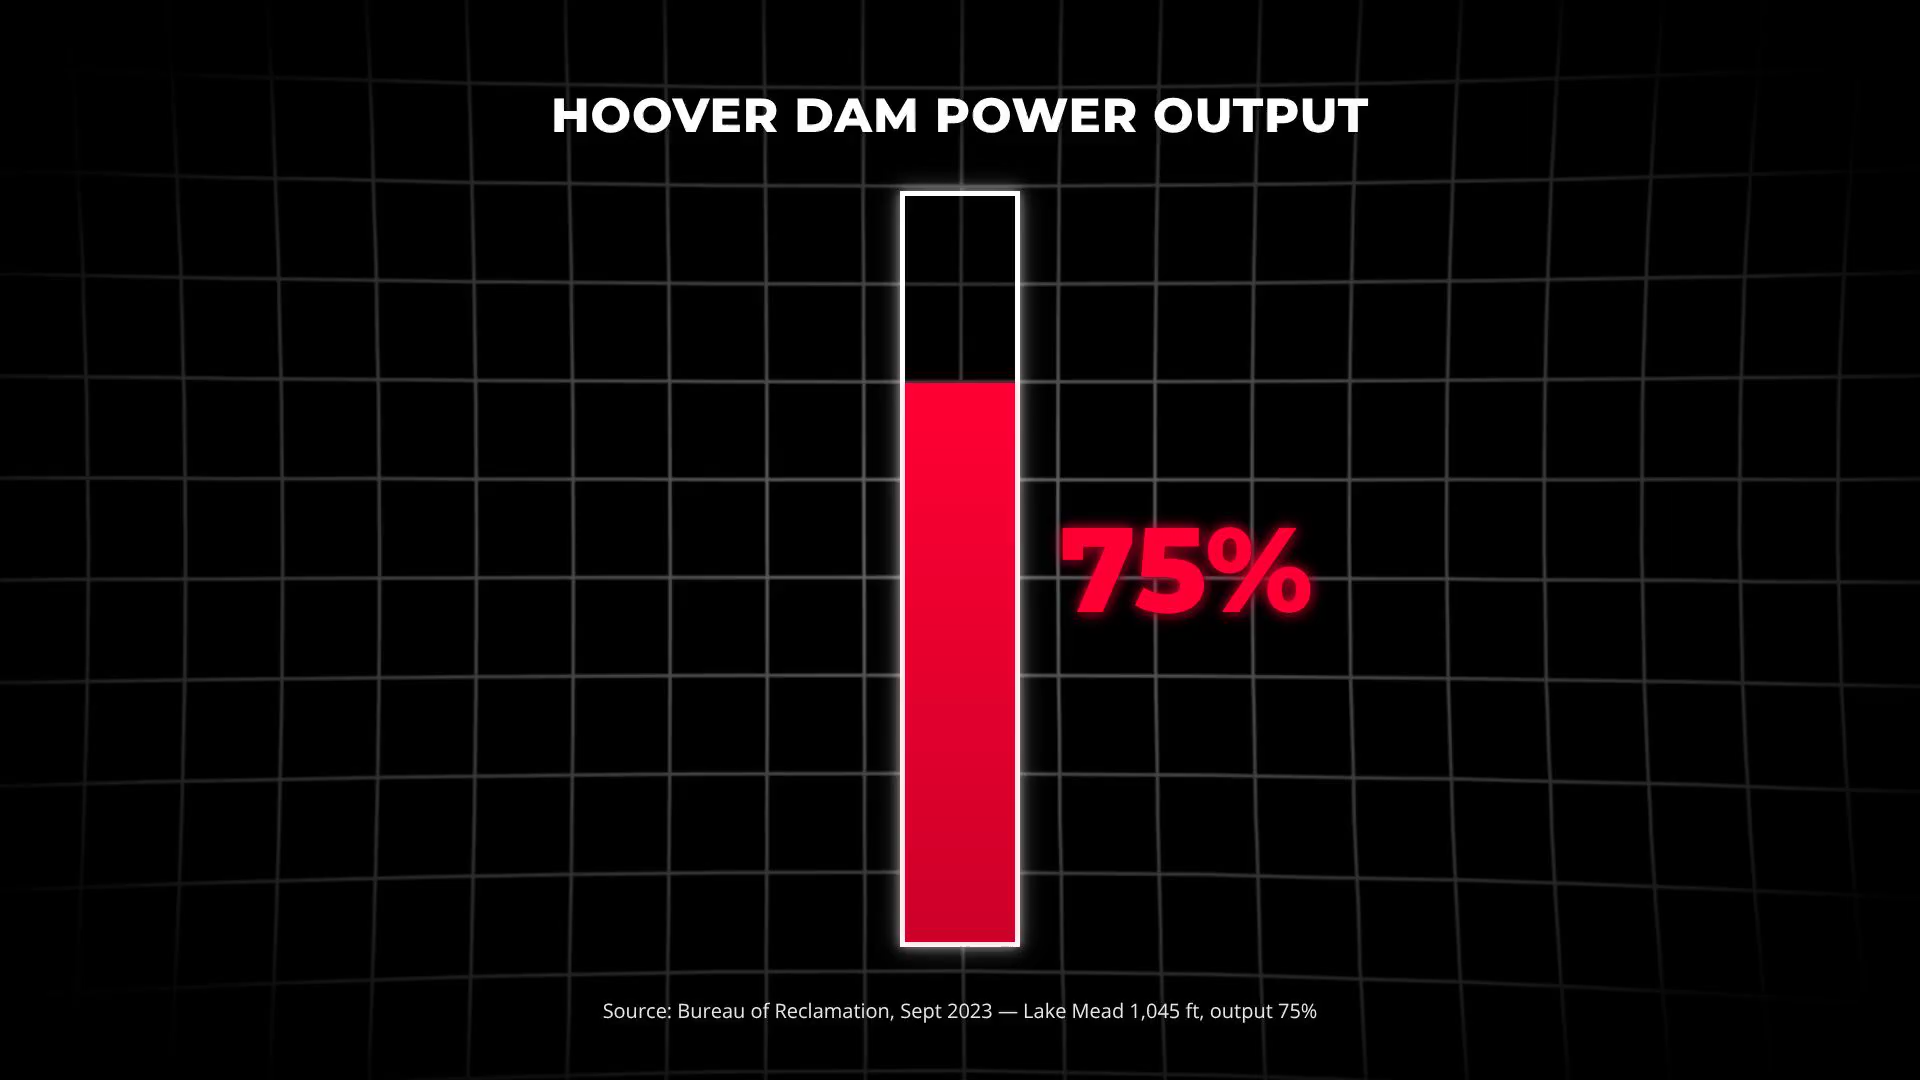 HOOVER DAM POWER OUTPUT
75%
Source: Bureau of Reclamation, Sept 2023 — Lake Mead 1,045 ft, output 75%